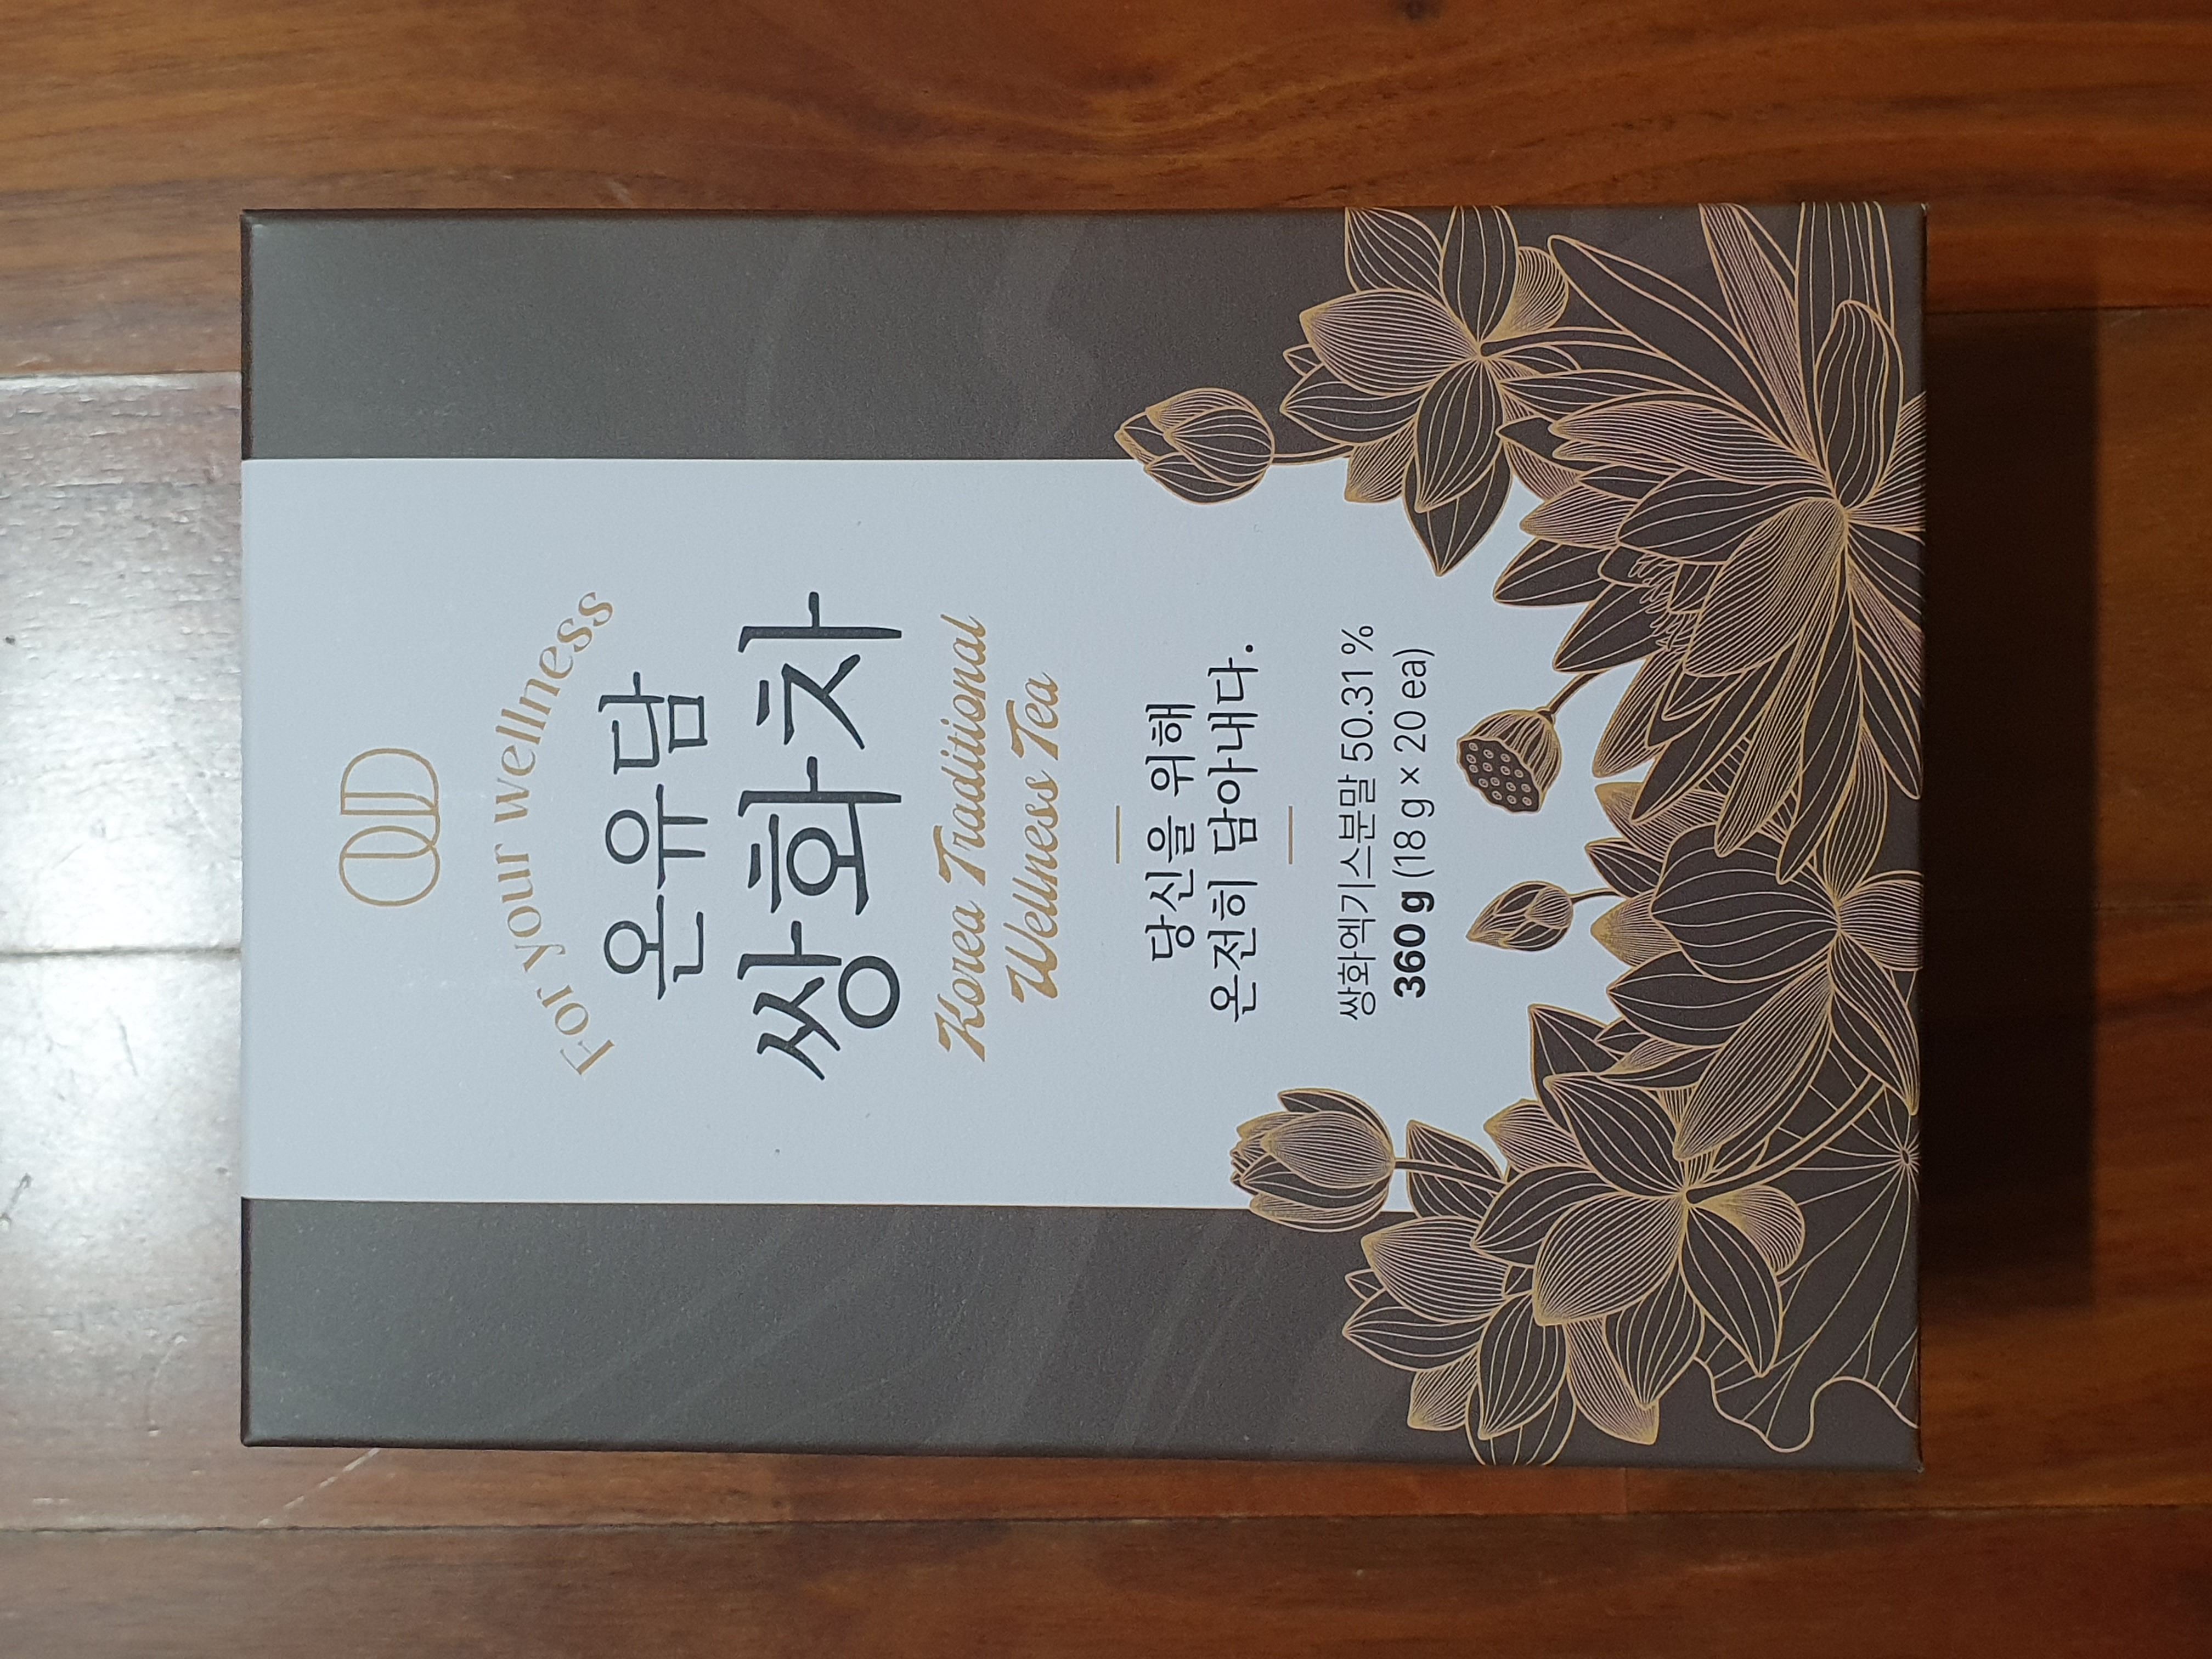 OUD
For your wellness
온유담
쌍화차
Korea Traditional
Wellness Tea
당신을 위해
온전히 담아내다.
쌍화엑기스분말 50.31 %
360 g (18 g × 20 ea)